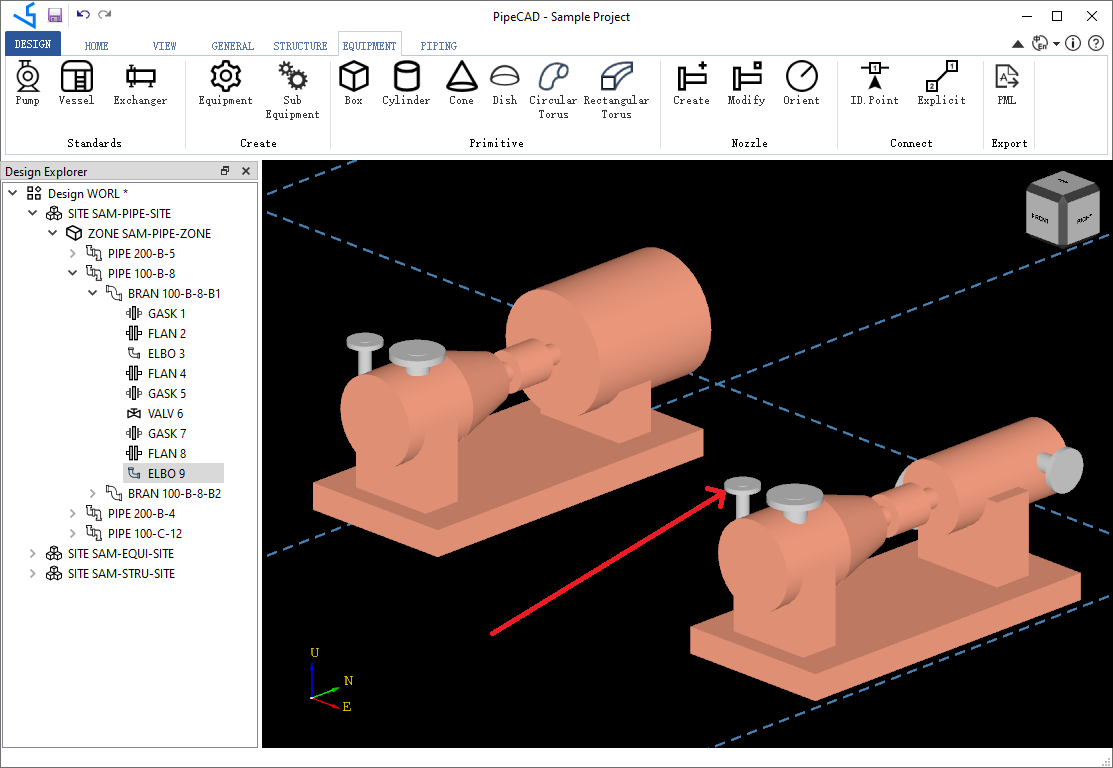 PipeCAD - Sample Project
DESIGN HOME VIEW GENERAL STRUCTURE EQUIPMENT PIPING
Pump Vessel Exchanger Equipment Sub Equipment Box Cylinder Cone Dish Circular Torus Rectangular Torus Create Modify Orient ID.Point Explicit PML
Standards Create Primitive Nozzle Connect Export
Design Explorer
Design WORL *
SITE SAM-PIPE-SITE
ZONE SAM-PIPE-ZONE
PIPE 200-B-5
PIPE 100-B-8
BRAN 100-B-8-B1
GASK 1
FLAN 2
ELBO 3
FLAN 4
GASK 5
VALV 6
GASK 7
FLAN 8
ELBO 9
BRAN 100-B-8-B2
PIPE 200-B-4
PIPE 100-C-12
SITE SAM-EQUI-SITE
SITE SAM-STRU-SITE
TOP
FRONT RIGHT
U
N
E